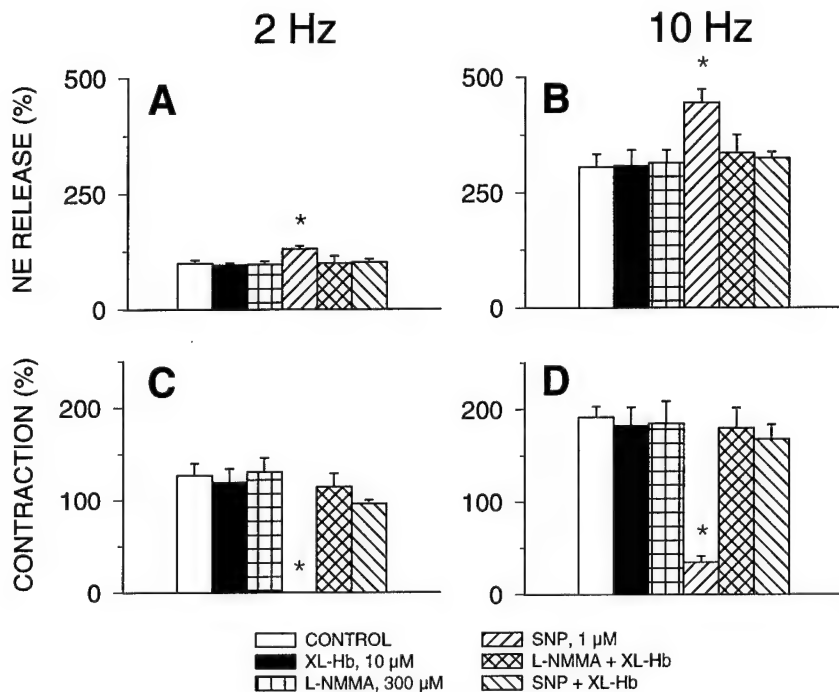 2 Hz
10 Hz
NE RELEASE (%)
500
250
0
A
*
500
250
0
B
*
CONTRACTION (%)
200
100
0
C
*
200
100
0
D
*
CONTROL
XL-Hb, 10 µM
L-NMMA, 300 µM
SNP, 1 µM
L-NMMA + XL-Hb
SNP + XL-Hb